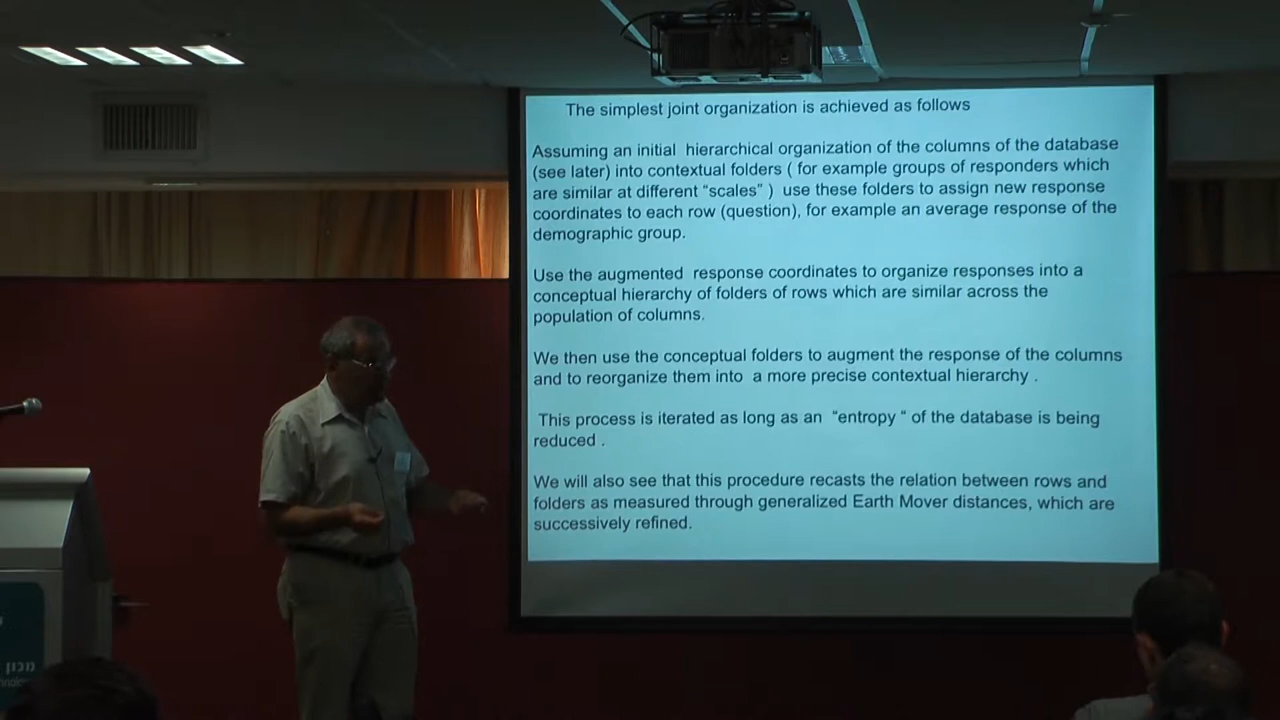 The simplest joint organization is achieved as follows
Assuming an initial hierarchical organization of the columns of the database
(see later) into contextual folders ( for example groups of responders which
are similar at different “scales” ) use these folders to assign new response
coordinates to each row (question), for example an average response of the
demographic group.
Use the augmented response coordinates to organize responses into a
conceptual hierarchy of folders of rows which are similar across the
population of columns.
We then use the conceptual folders to augment the response of the columns
and to reorganize them into a more precise contextual hierarchy .
This process is iterated as long as an “entropy “ of the database is being
reduced .
We will also see that this procedure recasts the relation between rows and
folders as measured through generalized Earth Mover distances, which are
successively refined.
מכון